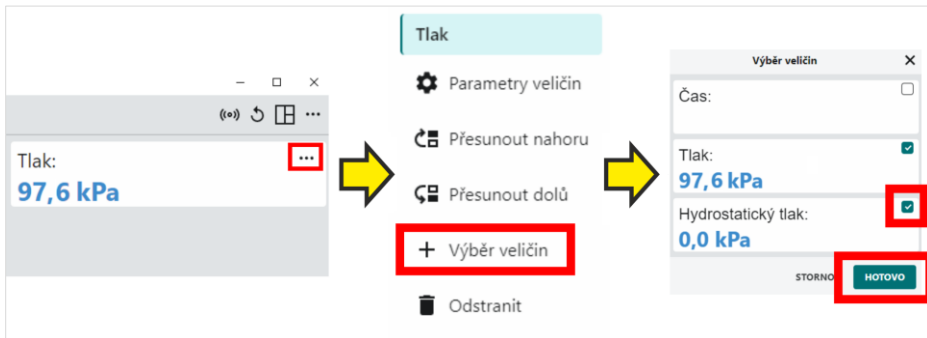 Tlak:
97,6 kPa
Tlak
Parametry veličin
Přesunout nahoru
Přesunout dolů
Výběr veličin
Odstranit
Výběr veličin
Čas:
Tlak:
97,6 kPa
Hydrostatický tlak:
0,0 kPa
STORNO
HOTOVO